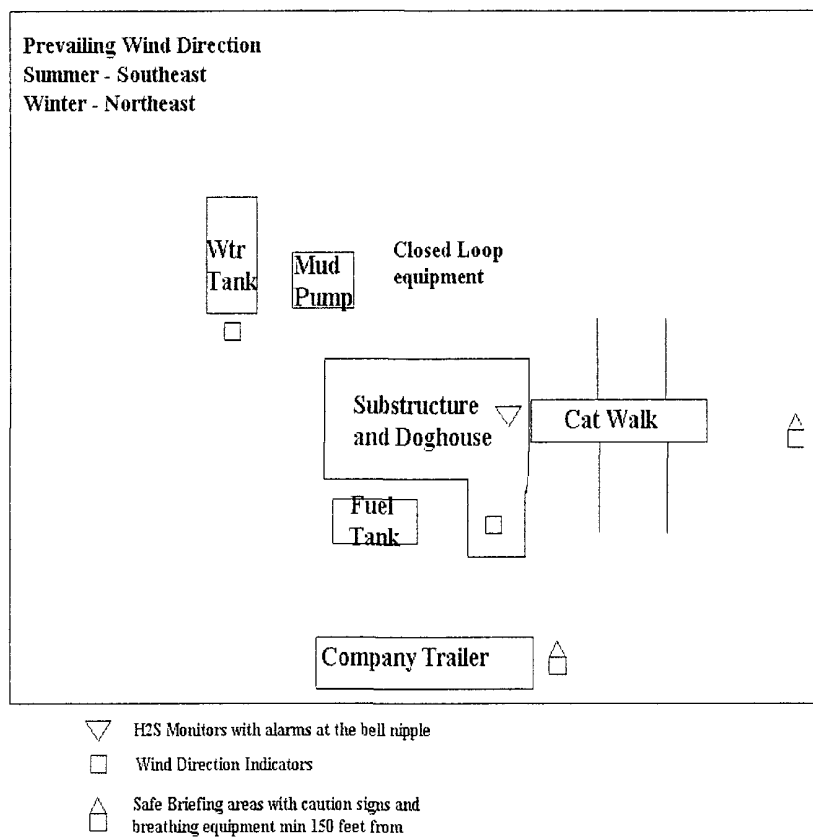 Prevailing Wind Direction
Summer - Southeast
Winter - Northeast
Wtr
Tank
Mud
Pump
Closed Loop
equipment
Substructure
and Doghouse
Cat Walk
Fuel
Tank
Company Trailer
H2S Monitors with alarms at the bell nipple
Wind Direction Indicators
Safe Briefing areas with caution signs and
breathing equipment min 150 feet from